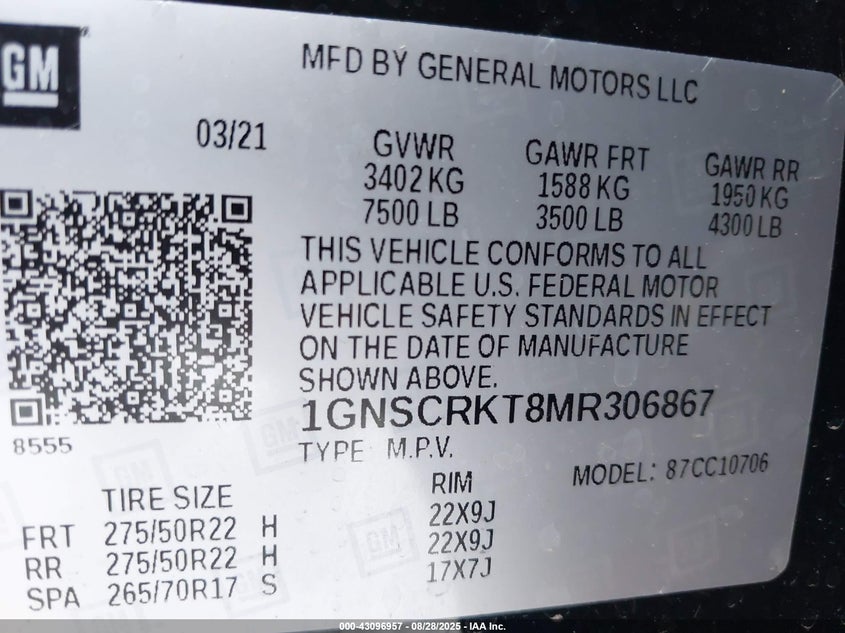 GM
MFD BY GENERAL MOTORS LLC
03/21
GVWR GAWR FRT GAWR RR
3402 KG 1588 KG 1950 KG
7500 LB 3500 LB 4300 LB
THIS VEHICLE CONFORMS TO ALL
APPLICABLE U.S. FEDERAL MOTOR
VEHICLE SAFETY STANDARDS IN EFFECT
ON THE DATE OF MANUFACTURE
SHOWN ABOVE.
1GNSCRKT8MR306867
8555
TYPE: M.P.V.
MODEL: 87CC10706
TIRE SIZE RIM
FRT 275/50R22 H 22X9J
RR 275/50R22 H 22X9J
SPA 265/70R17 S 17X7J
000-43096957 - 08/28/2025 - IAA Inc.